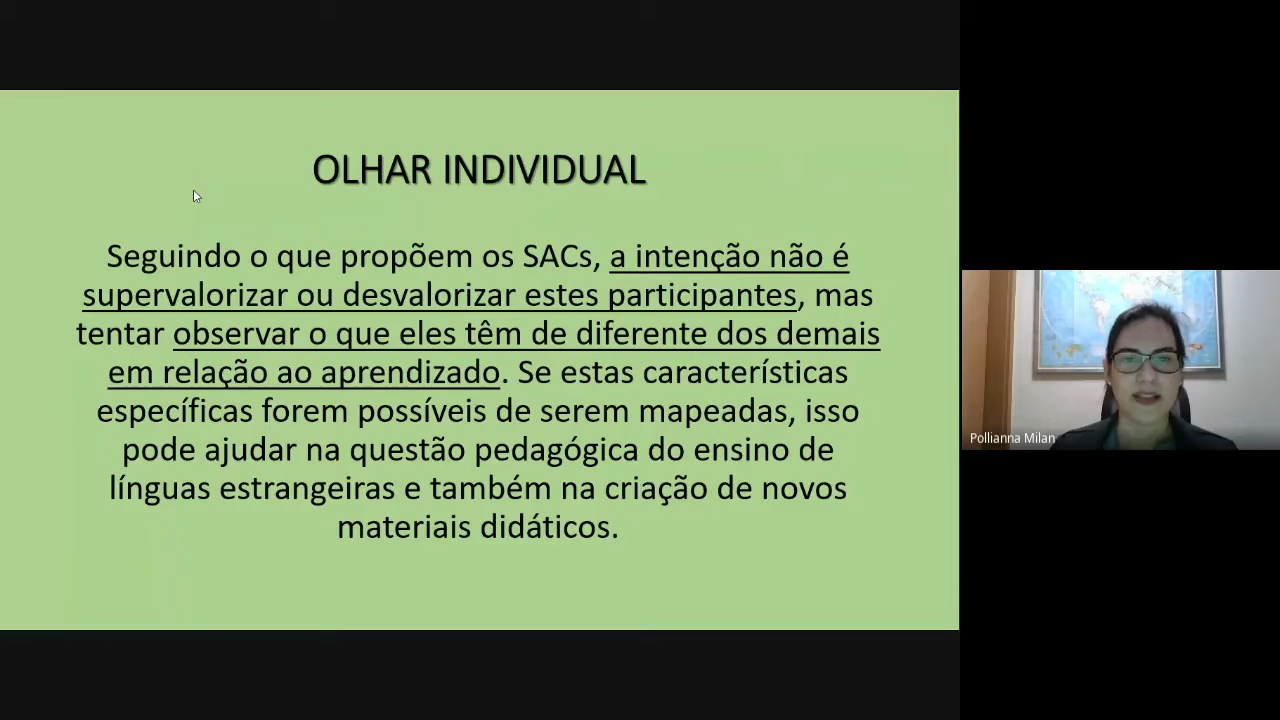 OLHAR INDIVIDUAL
Seguindo o que propõem os SACs, a intenção não é
supervalorizar ou desvalorizar estes participantes, mas
tentar observar o que eles têm de diferente dos demais
em relação ao aprendizado. Se estas características
específicas forem possíveis de serem mapeadas, isso
pode ajudar na questão pedagógica do ensino de
línguas estrangeiras e também na criação de novos
materiais didáticos.
Pollianna Milan